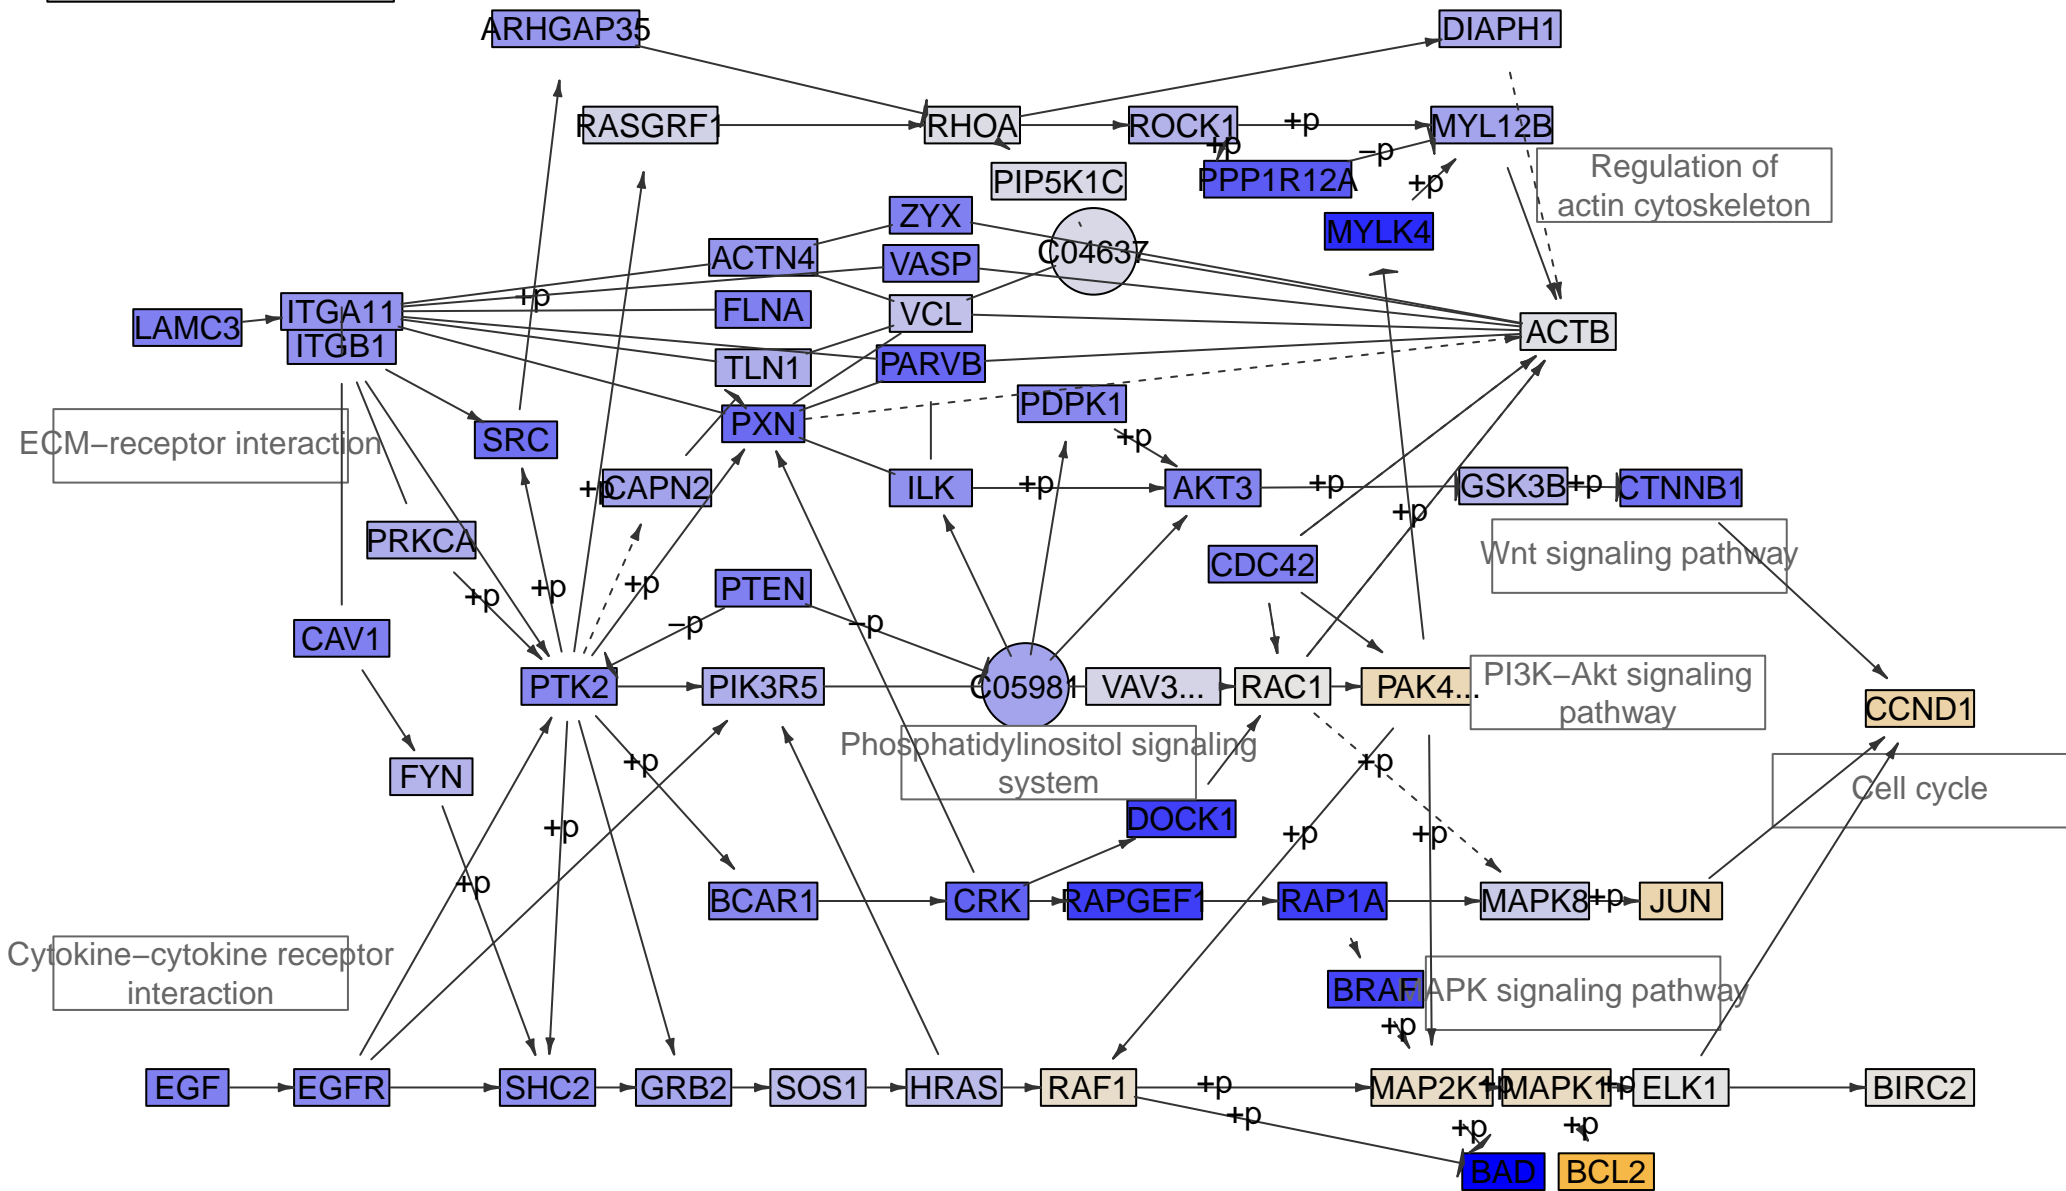 ARHGAP35
DIAPH1
RASGRF1
RHOA
ROCK1
+p
MYL12B
+p
−p
PIP5K1C
PPP1R12A
+p
Regulation of
actin cytoskeleton
ZYX
MYLK4
ACTN4
VASP
C04637
+p
ITGA11
FLNA
VCL
LAMC3
ITGB1
ACTB
TLN1
PARVB
PDPK1
PXN
+p
ECM−receptor interaction
SRC
+p
CAPN2
ILK
+p
AKT3
+p
GSK3B
+p
CTNNB1
+p
PRKCA
Wnt signaling pathway
CDC42
+p
+p
+p
PTEN
−p
−p
CAV1
PTK2
PIK3R5
C05981
VAV3...
RAC1
PAK4...
PI3K−Akt signaling
pathway
CCND1
Phosphatidylinositol signaling
system
+p
+p
FYN
Cell cycle
DOCK1
+p
+p
+p
+p
BCAR1
CRK
RAPGEF1
RAP1A
MAPK8
+p
JUN
Cytokine−cytokine receptor
interaction
BRAF
MAPK signaling pathway
+p
EGF
EGFR
SHC2
GRB2
SOS1
HRAS
RAF1
+p
MAP2K1
+p
MAPK1
+p
ELK1
BIRC2
+p
+p
+p
BAD
BCL2